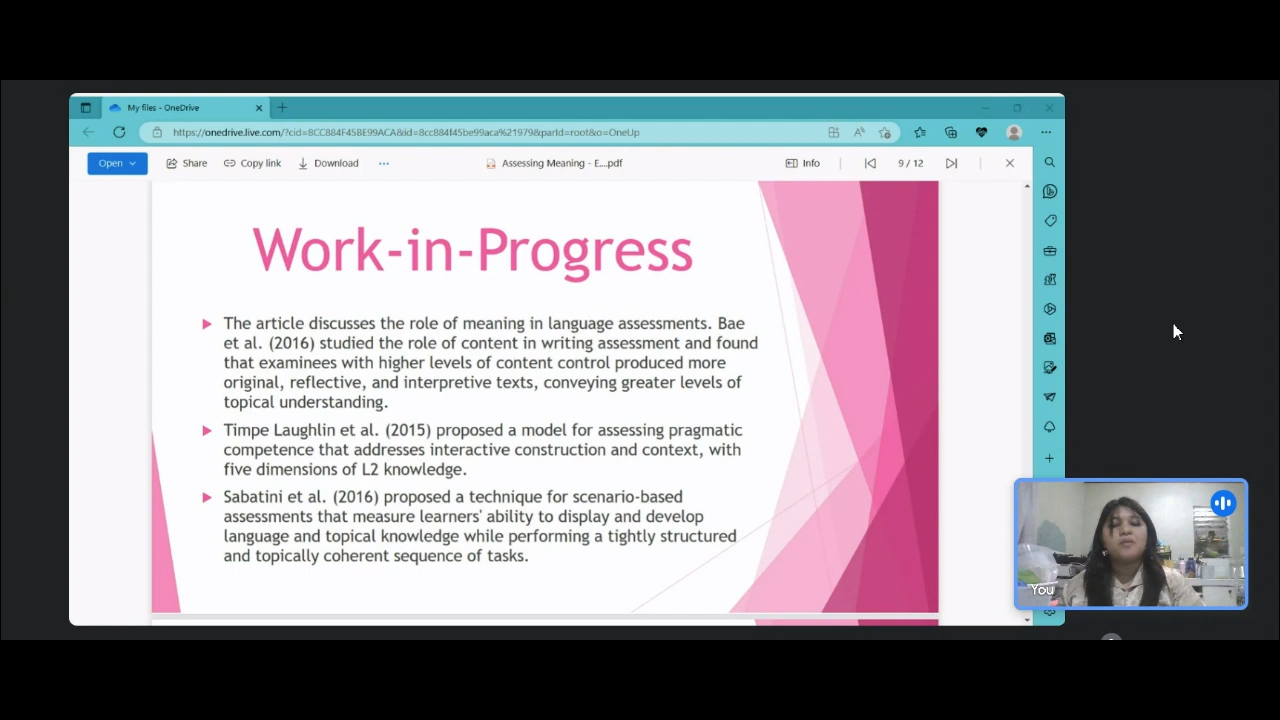 My files - OneDrive
https://onedrive.live.com/?cid=8CC884F45BE99ACA&id=8cc884f45be99aca%21979&parId=root&o=OneUp
Open
Share
Copy link
Download
Assessing Meaning - E...pdf
Info
9 / 12
Work-in-Progress
The article discusses the role of meaning in language assessments. Bae
et al. (2016) studied the role of content in writing assessment and found
that examinees with higher levels of content control produced more
original, reflective, and interpretive texts, conveying greater levels of
topical understanding.
Timpe Laughlin et al. (2015) proposed a model for assessing pragmatic
competence that addresses interactive construction and context, with
five dimensions of L2 knowledge.
Sabatini et al. (2016) proposed a technique for scenario-based
assessments that measure learners' ability to display and develop
language and topical knowledge while performing a tightly structured
and topically coherent sequence of tasks.
You